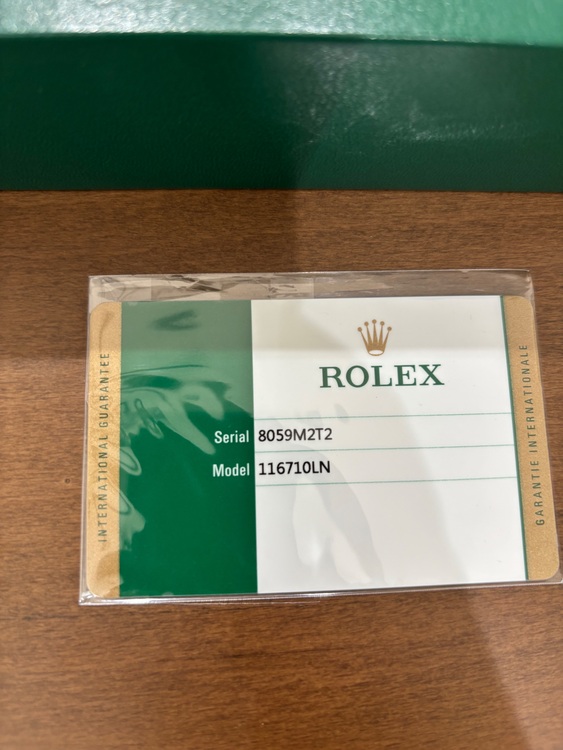 INTERNATIONAL GUARANTEE
ROLEX
Serial 8059M2T2
Model 116710LN
GARANTIE INTERNATIONALE